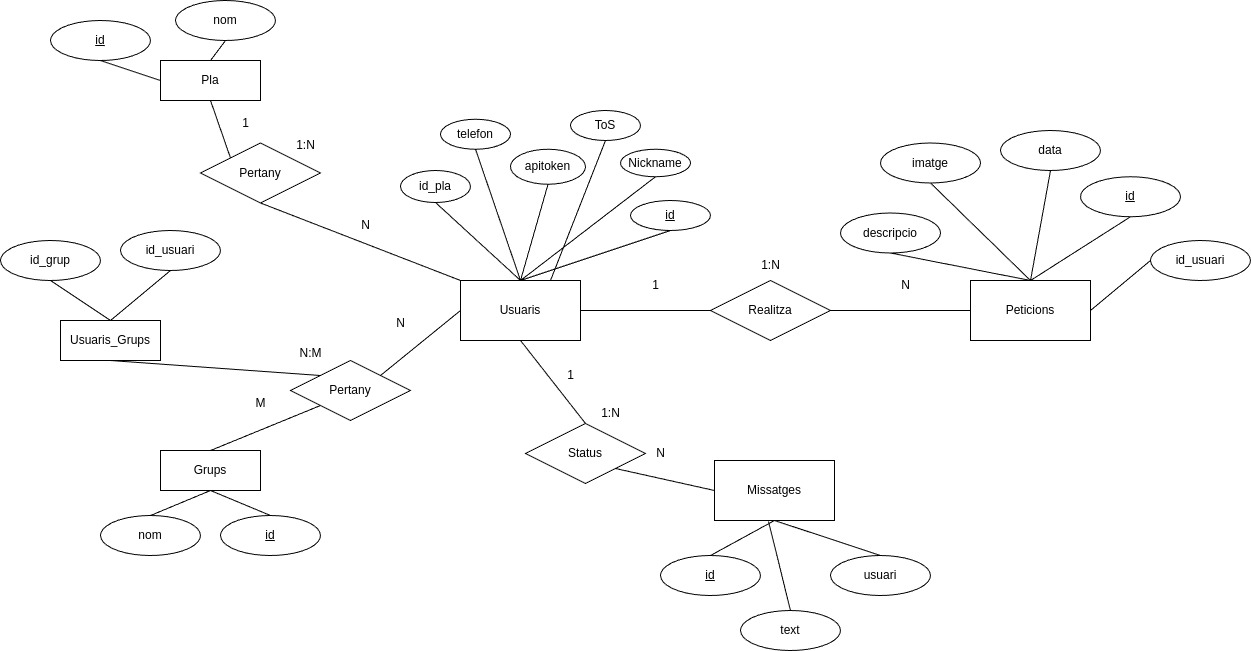 nom
id
Pla
1
1:N
Pertany
N
telefon
ToS
apitoken
Nickname
id_pla
id
imatge
data
id
descripcio
id_usuari
id_grup
id_usuari
Usuaris_Grups
Usuaris
1
1:N
Realitza
N
Peticions
N
N:M
Pertany
M
Grups
nom
id
1
1:N
Status
N
Missatges
id
usuari
text